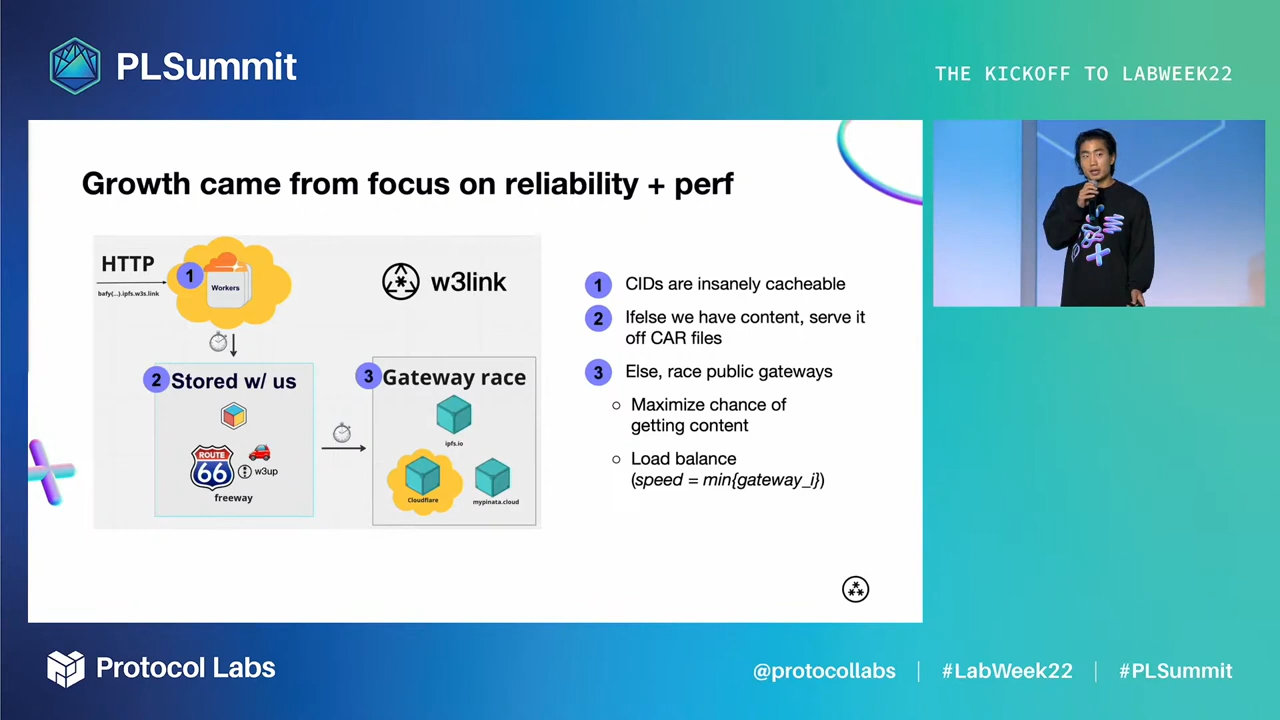 PLSummit
THE KICKOFF TO LABWEEK22
Growth came from focus on reliability + perf
HTTP
bafy{...}.ipfs.w3s.link
1
Workers
w3link
2 Stored w/ us
ROUTE
66
w3up
freeway
3 Gateway race
ipfs.io
Cloudflare
mypinata.cloud
1 CIDs are insanely cacheable
2 Ifelse we have content, serve it
off CAR files
3 Else, race public gateways
Maximize chance of
getting content
Load balance
(speed = min{gateway_i})
Protocol Labs
@protocollabs | #LabWeek22 | #PLSummit